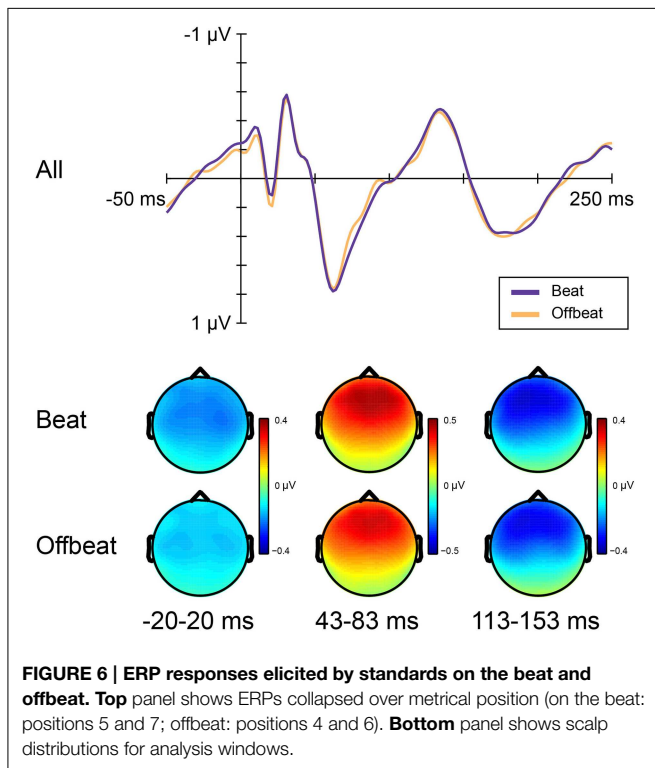 -1 µV
All
-50 ms
250 ms
Beat
Offbeat
1 µV
Beat
0.4
0 µV
−0.4
0.5
0 µV
−0.5
0.4
0 µV
−0.4
Offbeat
-20-20 ms
43-83 ms
113-153 ms
FIGURE 6 | ERP responses elicited by standards on the beat and
offbeat. Top panel shows ERPs collapsed over metrical position (on the beat:
positions 5 and 7; offbeat: positions 4 and 6). Bottom panel shows scalp
distributions for analysis windows.